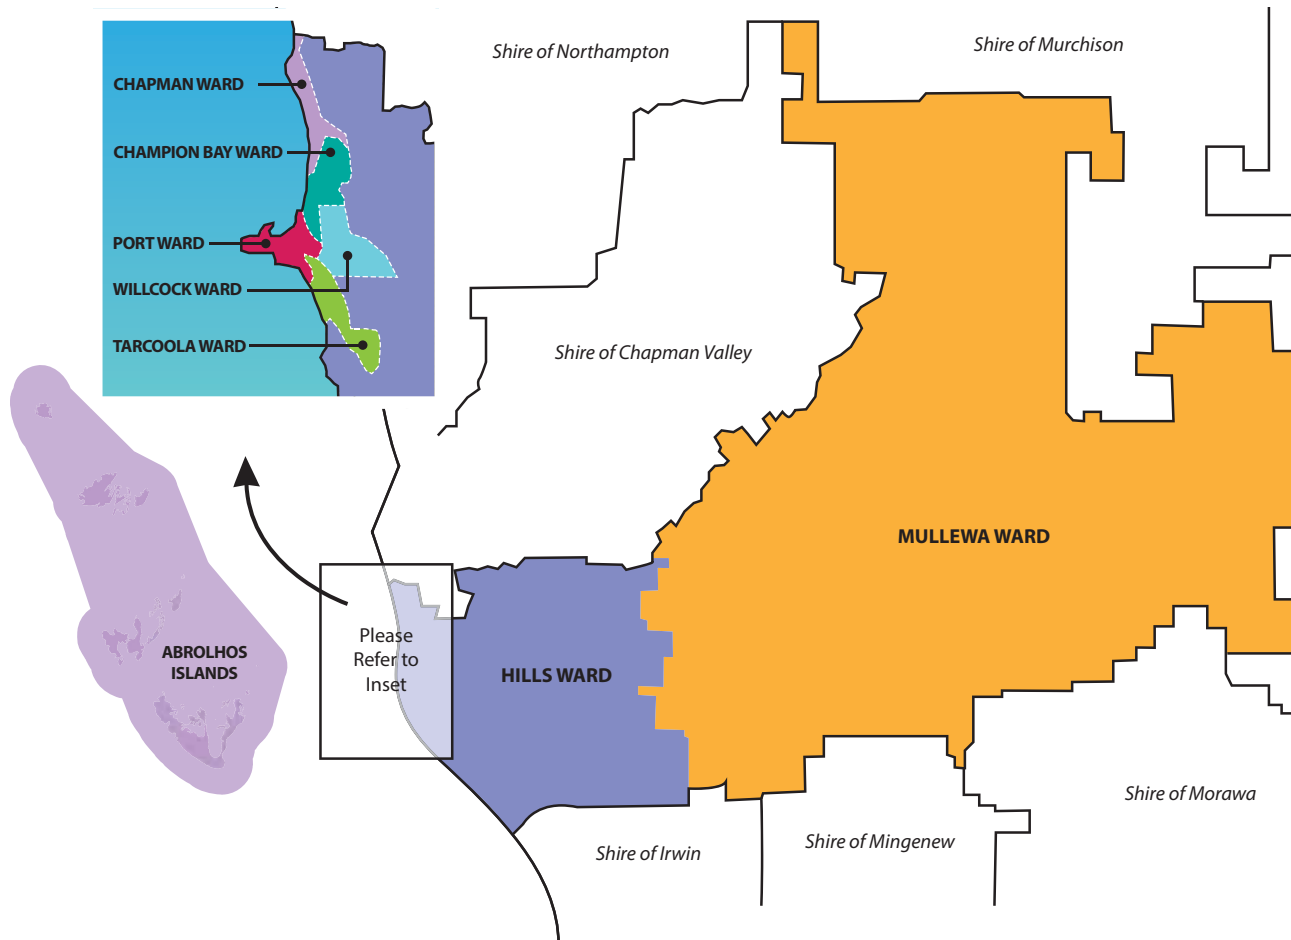 Shire of Northampton
Shire of Murchison
CHAPMAN WARD
CHAMPION BAY WARD
PORT WARD
WILLCOCK WARD
TARCOOLA WARD
Shire of Chapman Valley
MULLEWA WARD
Please
Refer to
Inset
ABROLHOS
ISLANDS
HILLS WARD
Shire of Morawa
Shire of Mingenew
Shire of Irwin